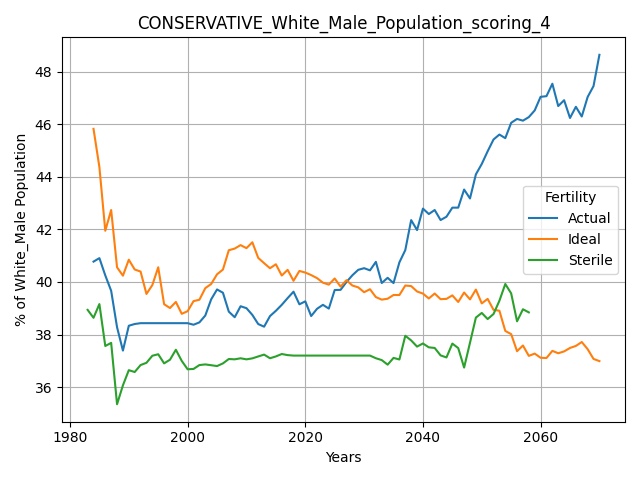 CONSERVATIVE_White_Male_Population_scoring_4
% of White_Male Population
48
46
44
42
40
38
36
Fertility
Actual
Ideal
Sterile
1980
2000
2020
2040
2060
Years